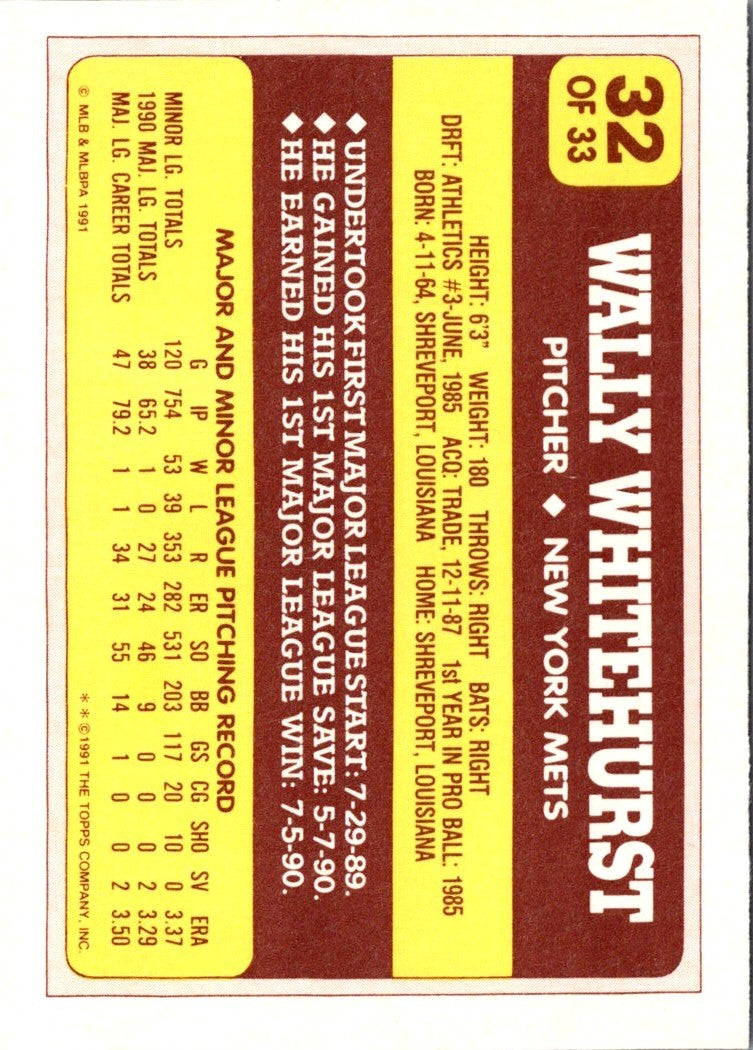 32
OF 33
WALLY WHITEHURST
PITCHER ◆ NEW YORK METS
HEIGHT: 6'3" WEIGHT: 180 THROWS: RIGHT BATS: RIGHT
DRFT: ATHLETICS #3-JUNE, 1985 ACQ: TRADE, 12-11-87 1st YEAR IN PRO BALL: 1985
BORN: 4-11-64, SHREVEPORT, LOUISIANA HOME: SHREVEPORT, LOUISIANA
◆ UNDERTOOK FIRST MAJOR LEAGUE START: 7-29-89.
◆ HE GAINED HIS 1ST MAJOR LEAGUE SAVE: 5-7-90.
◆ HE EARNED HIS 1ST MAJOR LEAGUE WIN: 7-5-90.
MAJOR AND MINOR LEAGUE PITCHING RECORD
G IP W L R ER SO BB GS CG SHO SV ERA
MINOR LG. TOTALS 120 754 53 39 353 282 531 203 117 20 10 0 3.37
1990 MAJ. LG. TOTALS 38 65.2 1 0 27 24 46 9 0 0 0 2 3.29
MAJ. LG. CAREER TOTALS 47 79.2 1 1 34 31 55 14 1 0 0 2 3.50
© MLB & MLBPA 1991 * * ©1991 THE TOPPS COMPANY, INC.